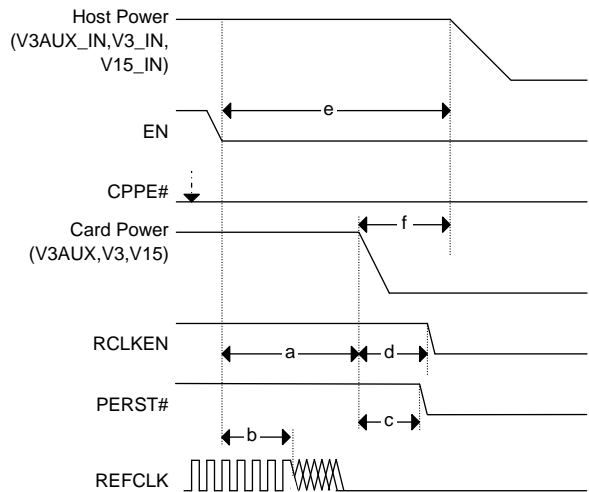 Host Power
(V3AUX_IN,V3_IN,
V15_IN)
e
EN
CPPE#
Card Power
(V3AUX,V3,V15)
f
RCLKEN
a
d
PERST#
c
b
REFCLK